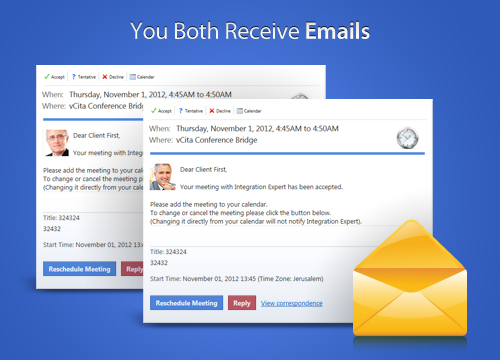 You Both Receive Emails
Accept Tentative Decline Calendar
When: Thursday, November 1, 2012, 4:45AM to 4:50AM
Where: vCita Conference Bridge
Dear Client First,
Your meeting with Integ
Please add the meeting to your calen
To change or cancel the meeting ple
(Changing it directly from your cale
Title: 324324
32432
Start Time: November 01, 2012 13:4
Reschedule Meeting Reply
Accept Tentative Decline Calendar
When: Thursday, November 1, 2012, 4:45AM to 4:50AM
Where: vCita Conference Bridge
Dear Client First,
Your meeting with Integration Expert has been accepted.
Please add the meeting to your calendar.
To change or cancel the meeting please click the button below.
(Changing it directly from your calendar will not notify Integration Expert).
Title: 324324
32432
Start Time: November 01, 2012 13:45 (Time Zone: Jerusalem)
Reschedule Meeting Reply View correspondence